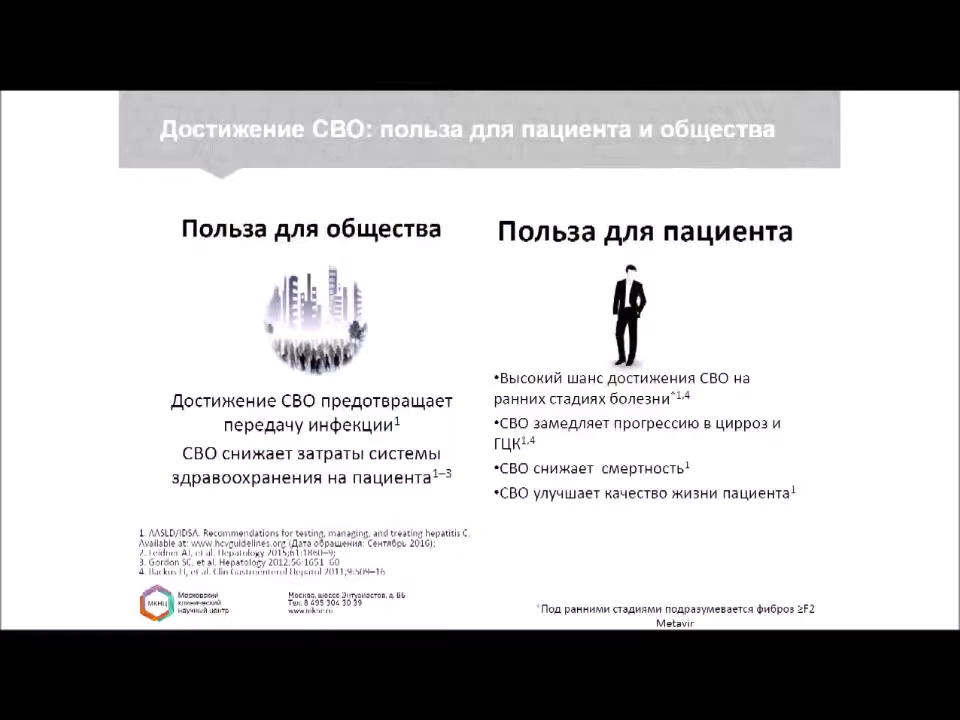 Достижение СВО: польза для пациента и общества
Польза для общества
Достижение СВО предотвращает
передачу инфекции1
СВО снижает затраты системы
здравоохранения на пациента1–3
Польза для пациента
•Высокий шанс достижения СВО на
ранних стадиях болезни*1,4
•СВО замедляет прогрессию в цирроз и
ГЦК1,4
•СВО снижает смертность1
•СВО улучшает качество жизни пациента1
1. AASLD/IDSA. Recommendations for testing, managing, and treating hepatitis C.
Available at: www.hcvguidelines.org (Дата обращения: Сентябрь 2016);
2. Leidner AJ, et al. Hepatology 2015;61:1860–9;
3. Gordon SC, et al. Hepatology 2012;56:1651–60
4. Backus LI, et al. Clin Gastroenterol Hepatol 2011;9:509–16
МКНЦ
Московский
клинический
научный центр
Москва, шоссе Энтузиастов, д. 86
Тел. 8 495 304 30 39
www.mknc.ru
*Под ранними стадиями подразумевается фиброз ≥F2
Metavir